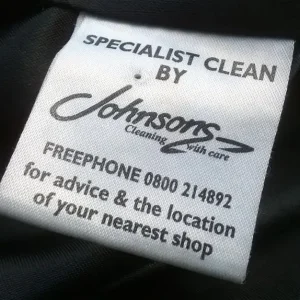 SPECIALIST CLEAN
BY
Johnsons
Cleaning with care
FREEPHONE 0800 214892
for advice & the location
of your nearest shop